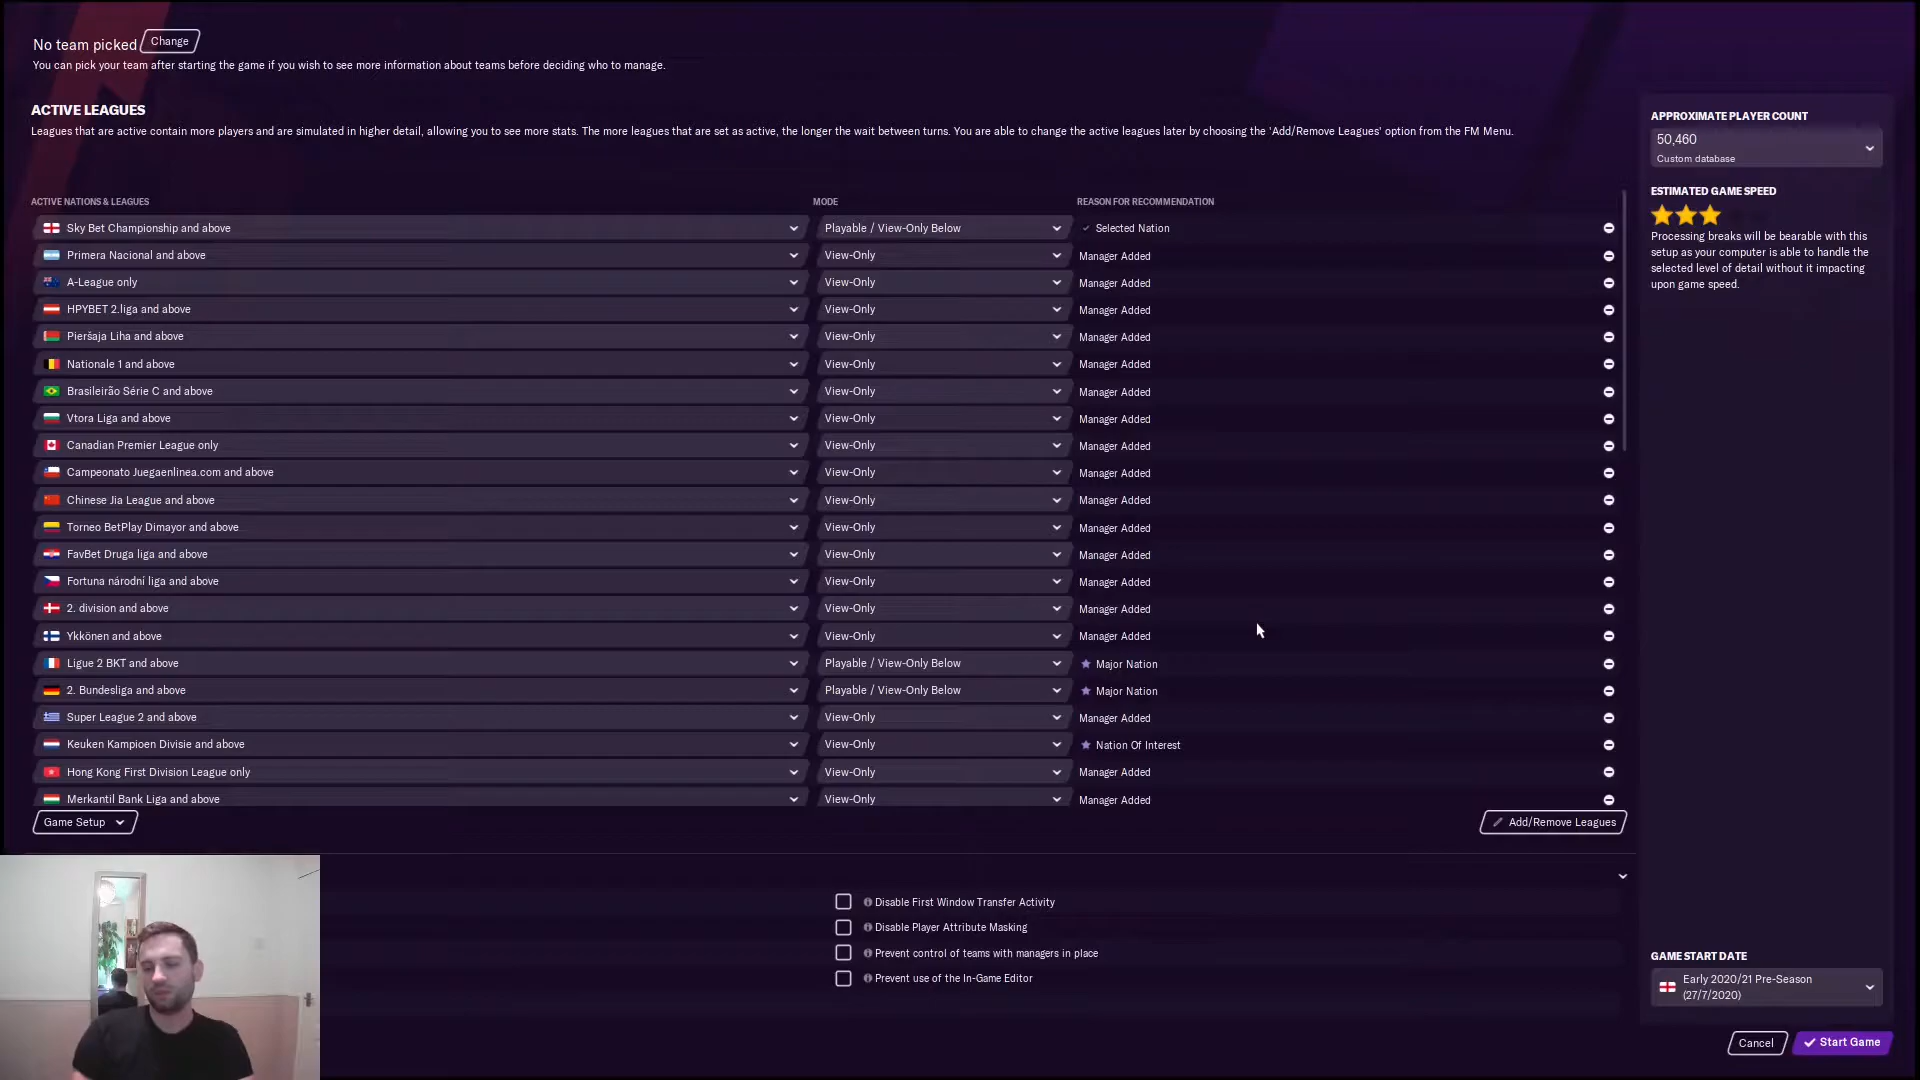 No team picked
Change
You can pick your team after starting the game if you wish to see more information about teams before deciding who to manage.
ACTIVE LEAGUES
Leagues that are active contain more players and are simulated in higher detail, allowing you to see more stats. The more leagues that are set as active, the longer the wait between turns. You are able to change the active leagues later by choosing the 'Add/Remove Leagues' option from the FM Menu.
ACTIVE NATIONS & LEAGUES MODE REASON FOR RECOMMENDATION
Sky Bet Championship and above Playable / View-Only Below Selected Nation
Primera Nacional and above View-Only Manager Added
A-League only View-Only Manager Added
HPYBET 2.liga and above View-Only Manager Added
Pieršaja Liha and above View-Only Manager Added
Nationale 1 and above View-Only Manager Added
Brasileirão Série C and above View-Only Manager Added
Vtora Liga and above View-Only Manager Added
Canadian Premier League only View-Only Manager Added
Campeonato Juegaenlinea.com and above View-Only Manager Added
Chinese Jia League and above View-Only Manager Added
Torneo BetPlay Dimayor and above View-Only Manager Added
FavBet Druga liga and above View-Only Manager Added
Fortuna národní liga and above View-Only Manager Added
2. division and above View-Only Manager Added
Ykkönen and above View-Only Manager Added
Ligue 2 BKT and above Playable / View-Only Below Major Nation
2. Bundesliga and above Playable / View-Only Below Major Nation
Super League 2 and above View-Only Manager Added
Keuken Kampioen Divisie and above View-Only Nation Of Interest
Hong Kong First Division League only View-Only Manager Added
Merkantil Bank Liga and above View-Only Manager Added
Game Setup
Add/Remove Leagues
Disable First Window Transfer Activity
Disable Player Attribute Masking
Prevent control of teams with managers in place
Prevent use of the In-Game Editor
APPROXIMATE PLAYER COUNT
50,460
Custom database
ESTIMATED GAME SPEED
Processing breaks will be bearable with this
setup as your computer is able to handle the
selected level of detail without it impacting
upon game speed.
GAME START DATE
Early 2020/21 Pre-Season
(27/7/2020)
Cancel
Start Game